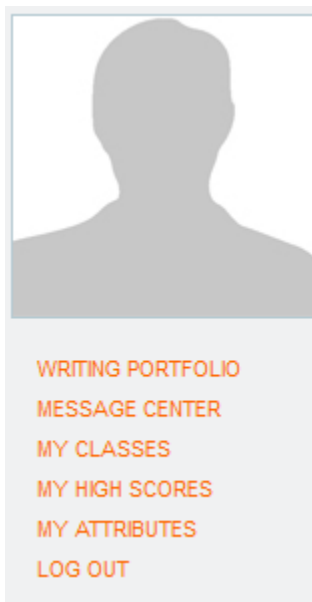 WRITING PORTFOLIO
MESSAGE CENTER
MY CLASSES
MY HIGH SCORES
MY ATTRIBUTES
LOG OUT